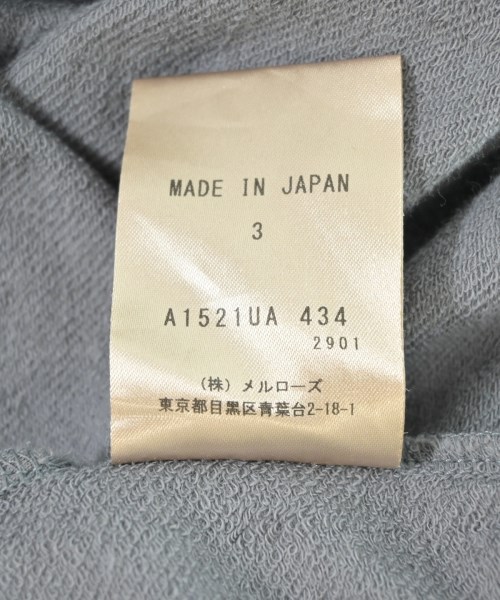 MADE IN JAPAN
3
A1521UA 434
2901
(株)メルローズ
東京都目黒区青葉台2-18-1